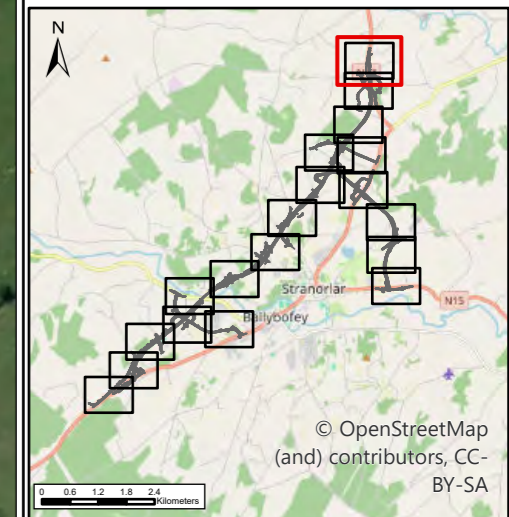 N
Stranorlar
Ballybofey
N15
© OpenStreetMap
(and) contributors, CC-
BY-SA
0 0.6 1.2 1.8 2.4
Kilometers